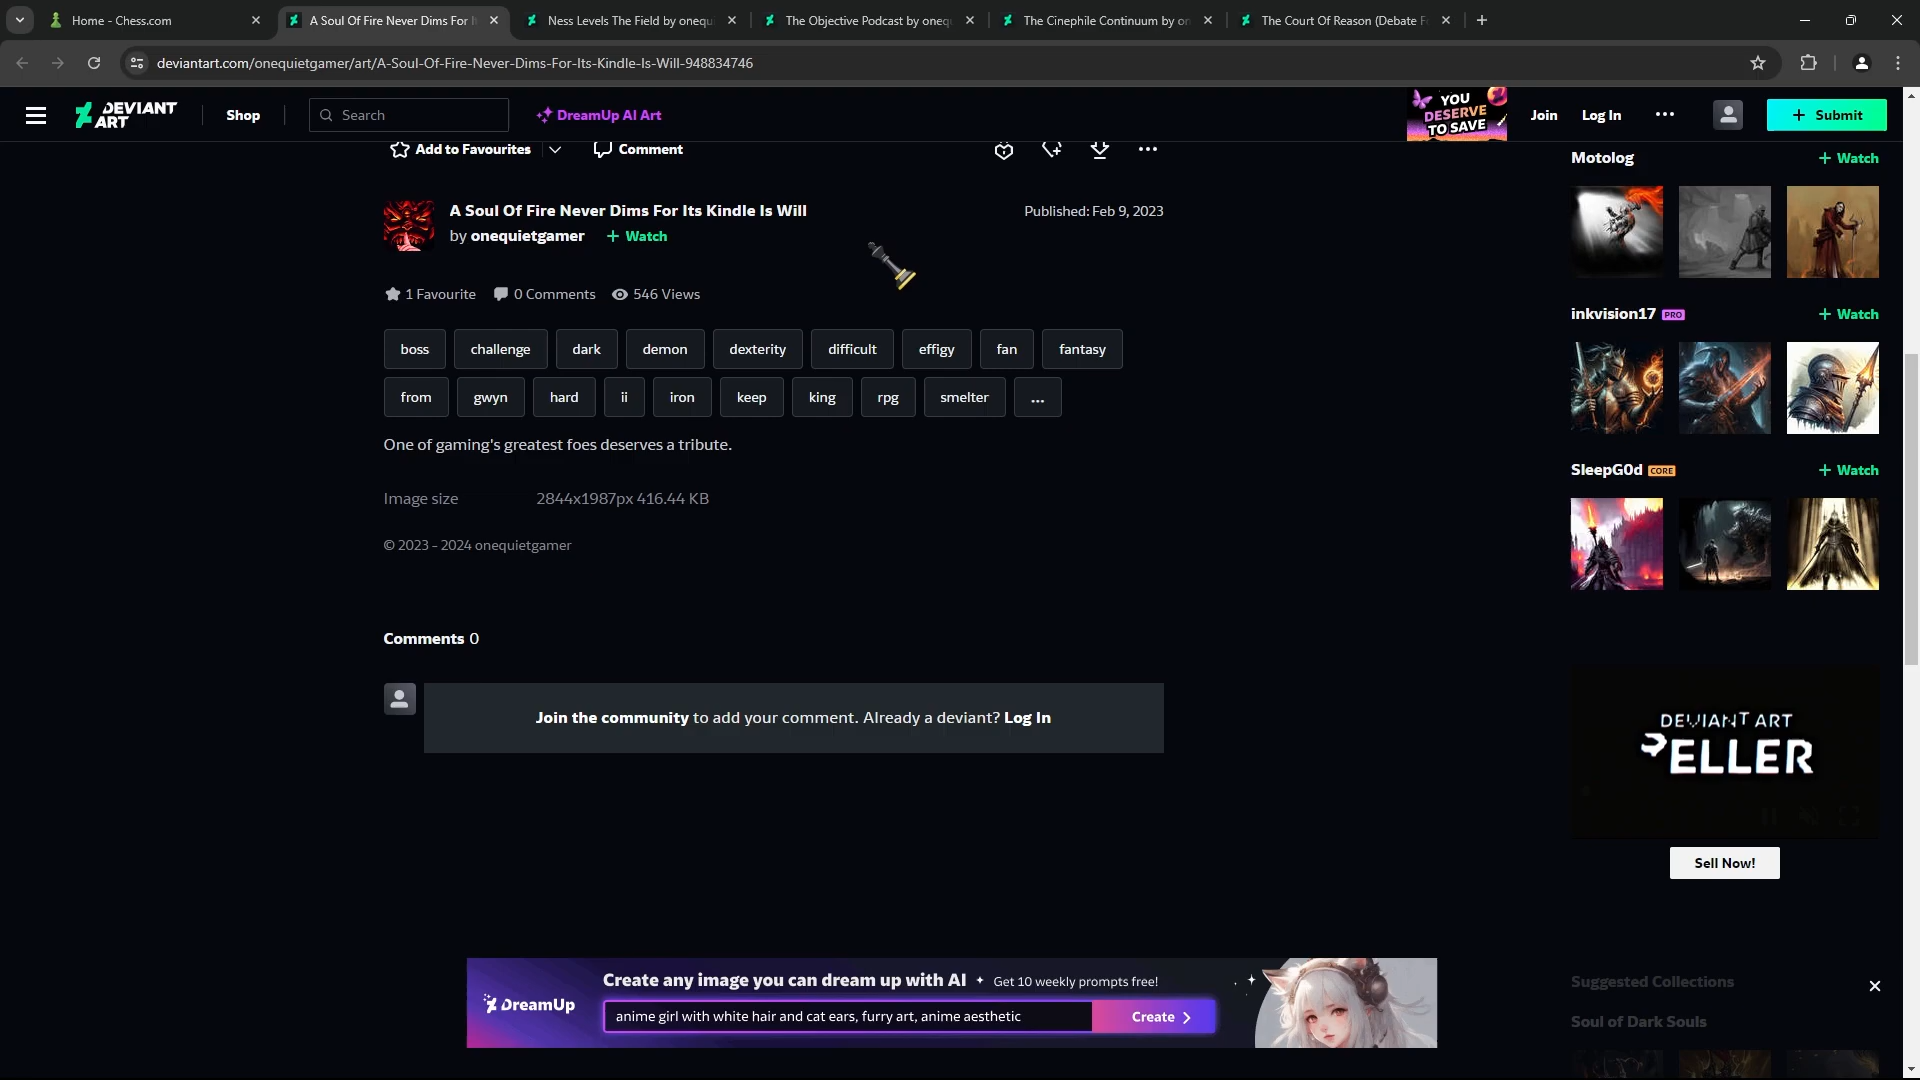 Home - Chess.com
A Soul Of Fire Never Dims For
Ness Levels The Field by onequ
The Objective Podcast by oneq
The Cinephile Continuum by on
The Court Of Reason (Debate F
deviantart.com/onequietgamer/art/A-Soul-Of-Fire-Never-Dims-For-Its-Kindle-Is-Will-948834746
DEVIANT ART
Shop
Search
DreamUp AI Art
YOU DESERVE TO SAVE
Join
Log In
Submit
Add to Favourites
Comment
A Soul Of Fire Never Dims For Its Kindle Is Will
Published: Feb 9, 2023
by onequietgamer + Watch
1 Favourite 0 Comments 546 Views
boss challenge dark demon dexterity difficult effigy fan fantasy
from gwyn hard ii iron keep king rpg smelter ...
One of gaming's greatest foes deserves a tribute.
Image size 2844x1987px 416.44 KB
© 2023 - 2024 onequietgamer
Comments 0
Join the community to add your comment. Already a deviant? Log In
Motolog + Watch
inkvision17 PRO + Watch
SleepG0d CORE + Watch
DEVIANT ART
SELLER
Sell Now!
Suggested Collections
Soul of Dark Souls
DreamUp
Create any image you can dream up with AI ✦ Get 10 weekly prompts free!
anime girl with white hair and cat ears, furry art, anime aesthetic
Create